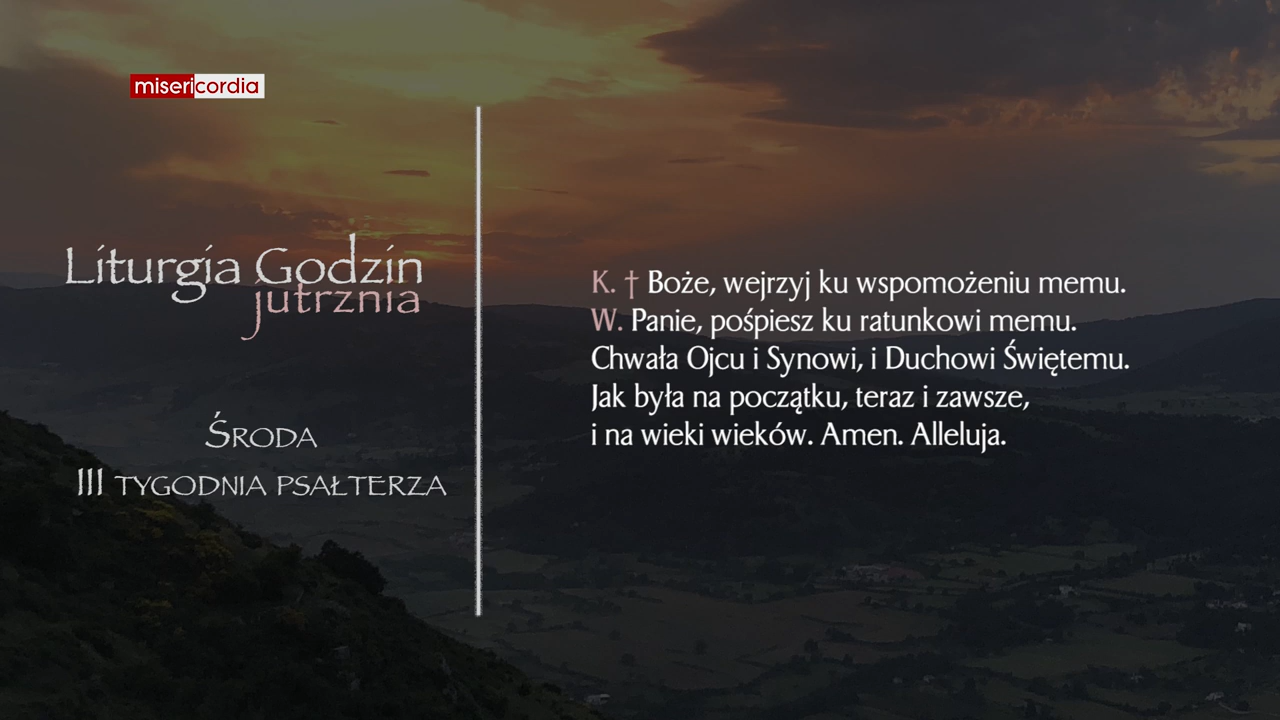 misericordia
Liturgia Godzin
jutrznia
Środa
III tygodnia psałterza
K. † Boże, wejrzyj ku wspomożeniu memu.
W. Panie, pośpiesz ku ratunkowi memu.
Chwała Ojcu i Synowi, i Duchowi Świętemu.
Jak była na początku, teraz i zawsze,
i na wieki wieków. Amen. Alleluja.